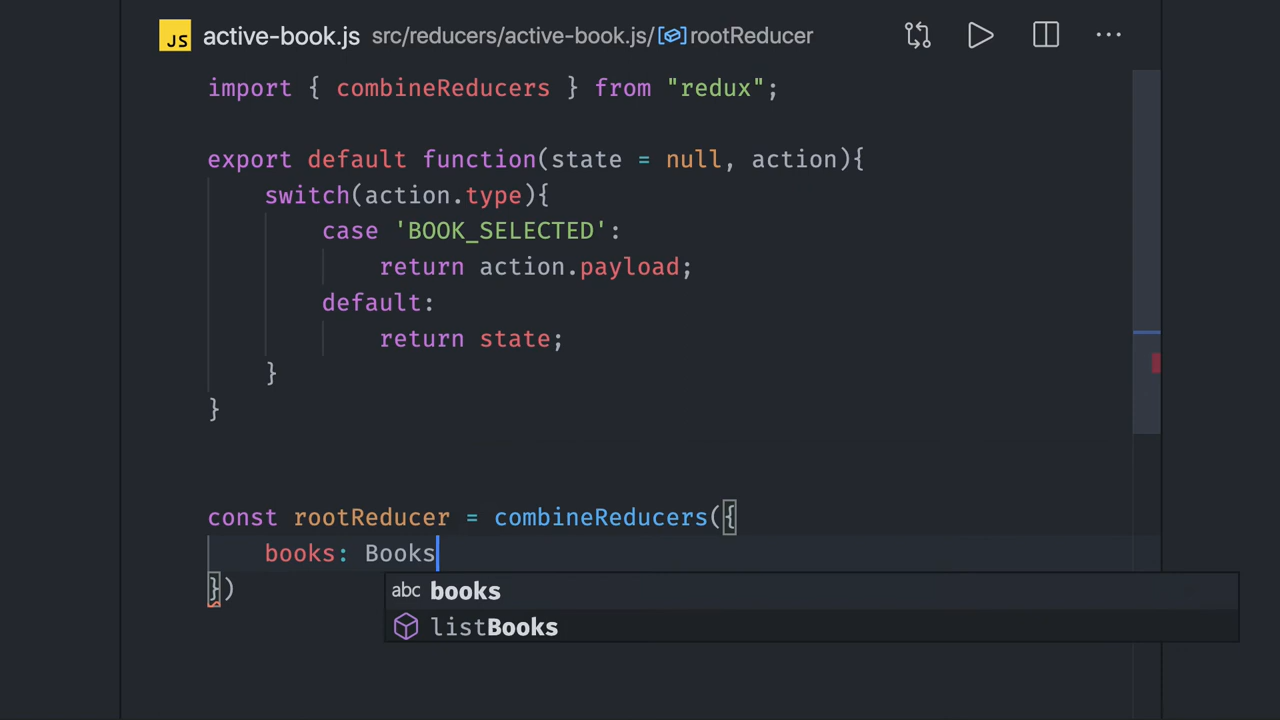 JS active-book.js src/reducers/active-book.js/rootReducer
import { combineReducers } from "redux";
export default function(state = null, action){
switch(action.type){
case 'BOOK_SELECTED':
return action.payload;
default:
return state;
}
}
const rootReducer = combineReducers({
books: Books
})
abc books
listBooks